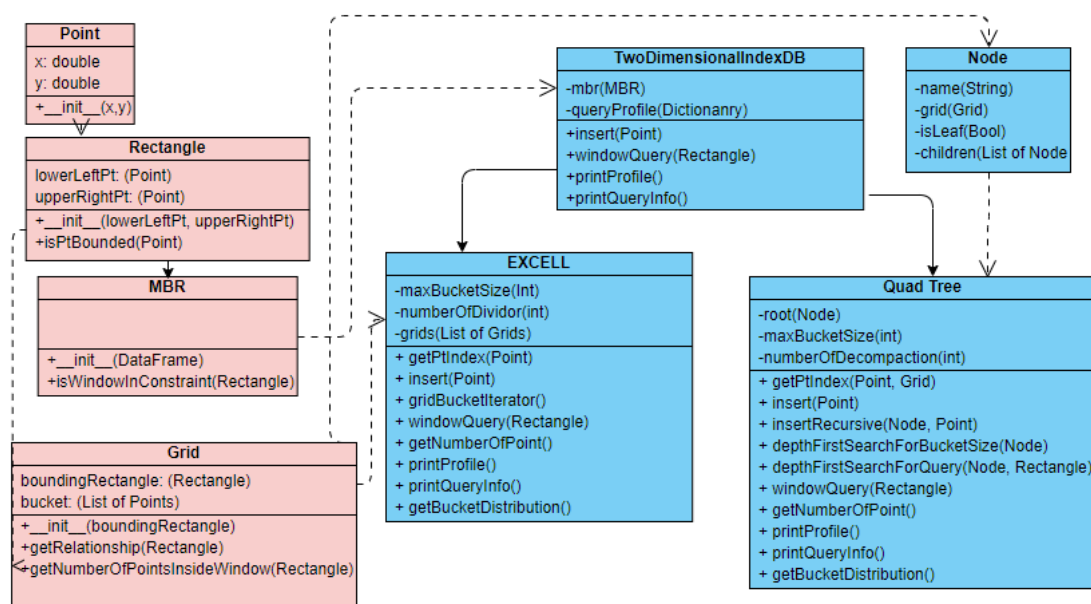 Point
x: double
y: double
+__init__(x,y)
Rectangle
lowerLeftPt: (Point)
upperRightPt: (Point)
+__init__(lowerLeftPt, upperRightPt)
+isPtBounded(Point)
MBR
+__init__(DataFrame)
+isWindowInConstraint(Rectangle)
Grid
boundingRectangle: (Rectangle)
bucket: (List of Points)
+__init__(boundingRectangle)
+getRelationship(Rectangle)
+getNumberOfPointsInsideWindow(Rectangle)
TwoDimensionalIndexDB
-mbr(MBR)
-queryProfile(Dictionanry)
+insert(Point)
+windowQuery(Rectangle)
+printProfile()
+printQueryInfo()
EXCELL
-maxBucketSize(Int)
-numberOfDividor(int)
-grids(List of Grids)
+ getPtIndex(Point)
+ insert(Point)
+ gridBucketIterator()
+ windowQuery(Rectangle)
+ getNumberOfPoint()
+ printProfile()
+ printQueryInfo()
+ getBucketDistribution()
Node
-name(String)
-grid(Grid)
-isLeaf(Bool)
-children(List of Node
Quad Tree
-root(Node)
-maxBucketSize(int)
-numberOfDecompaction(int)
+ getPtIndex(Point, Grid)
+ insert(Point)
+ insertRecursive(Node, Point)
+ depthFirstSearchForBucketSize(Node)
+ depthFirstSearchForQuery(Node, Rectangle)
+ windowQuery(Rectangle)
+ getNumberOfPoint()
+ printProfile()
+ printQueryInfo()
+ getBucketDistribution()